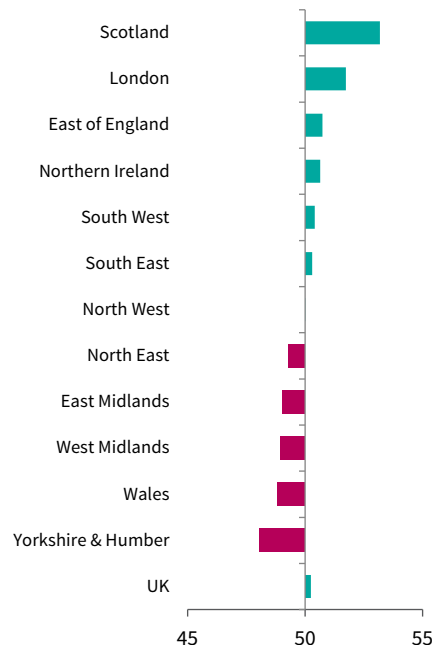 Scotland
London
East of England
Northern Ireland
South West
South East
North West
North East
East Midlands
West Midlands
Wales
Yorkshire & Humber
UK
45 50 55